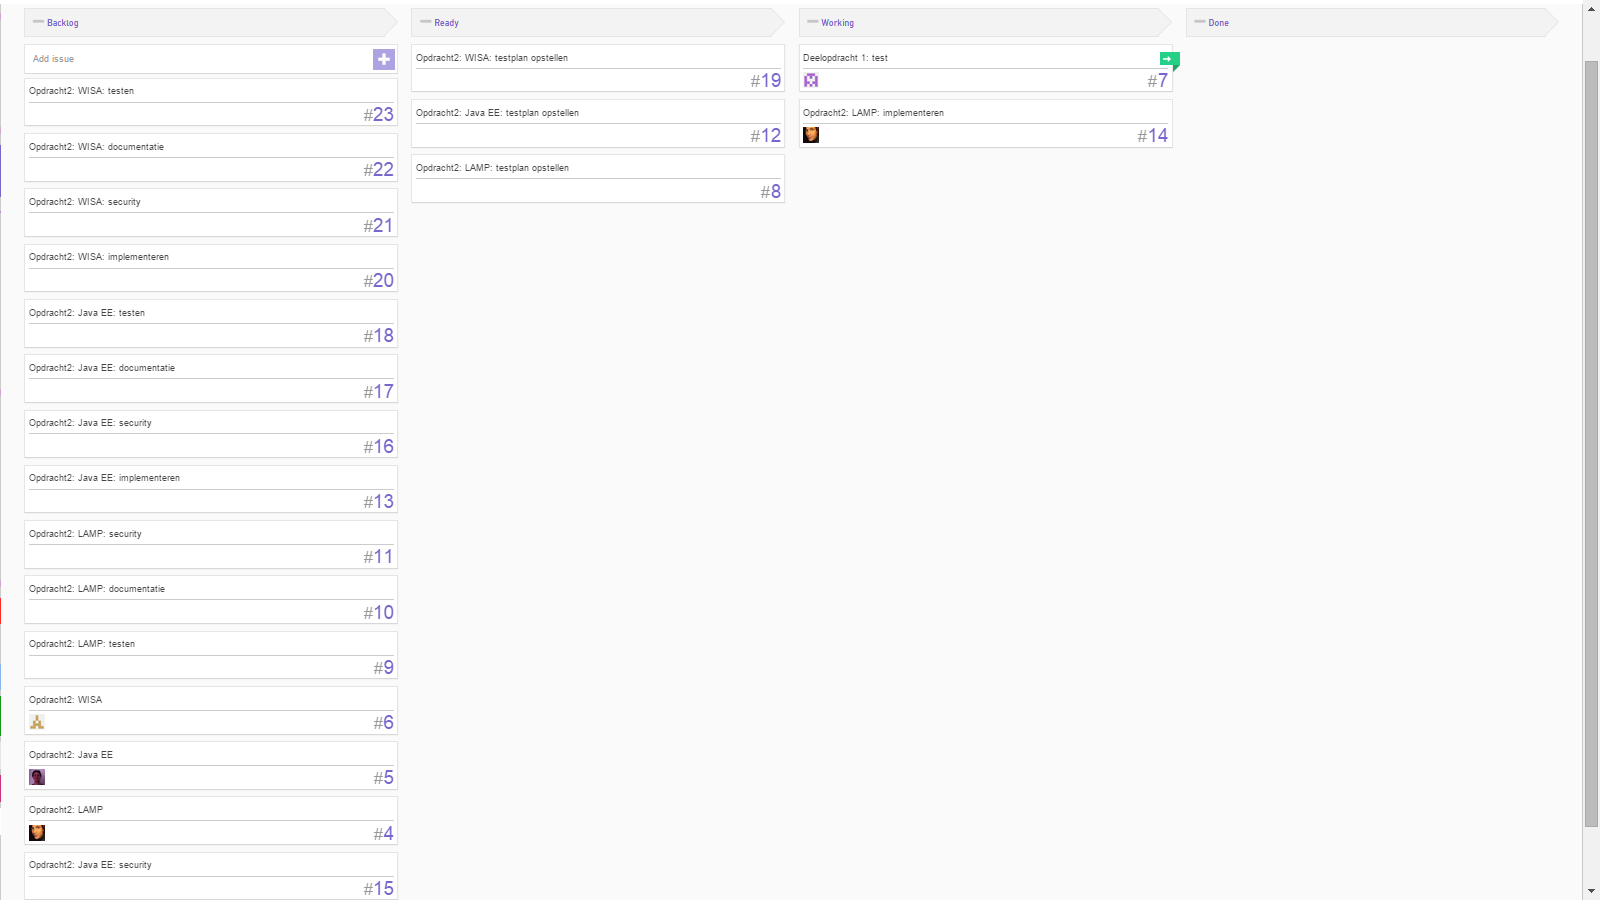 Backlog
Add issue
Opdracht2: WISA: testen
#23
Opdracht2: WISA: documentatie
#22
Opdracht2: WISA: security
#21
Opdracht2: WISA: implementeren
#20
Opdracht2: Java EE: testen
#18
Opdracht2: Java EE: documentatie
#17
Opdracht2: Java EE: security
#16
Opdracht2: Java EE: implementeren
#13
Opdracht2: LAMP: security
#11
Opdracht2: LAMP: documentatie
#10
Opdracht2: LAMP: testen
#9
Opdracht2: WISA
#6
Opdracht2: Java EE
#5
Opdracht2: LAMP
#4
Opdracht2: Java EE: security
#15
Ready
Opdracht2: WISA: testplan opstellen
#19
Opdracht2: Java EE: testplan opstellen
#12
Opdracht2: LAMP: testplan opstellen
#8
Working
Deelopdracht 1: test
#7
Opdracht2: LAMP: implementeren
#14
Done